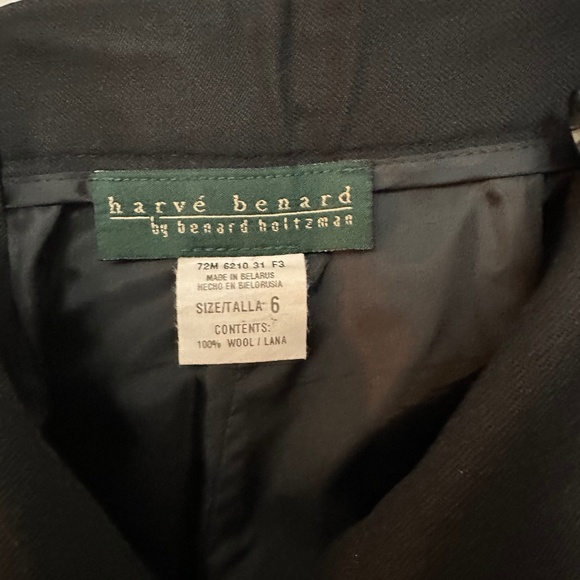 harvé benard
by benard holtzman
72M 6210 31 F3
MADE IN BELARUS
HECHO EN BIELORUSIA
SIZE/TALLA: 6
CONTENTS:
100% WOOL / LANA